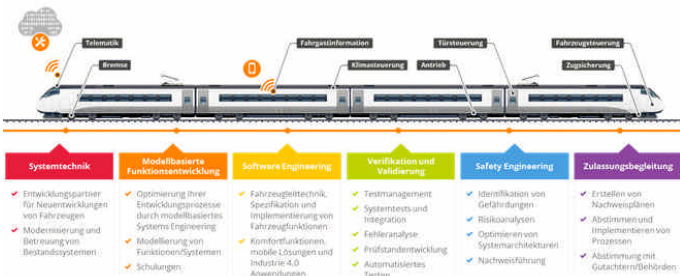 Telematik
Fahrgastinformation
Türsteuerung
Fahrzeugsteuerung
Bremse
Klimasteuerung
Antrieb
Zugsicherung
Systemtechnik
Entwicklungspartner
für Neuentwicklungen
von Fahrzeugen
Modernisierung und
Betreuung von
Bestandssystemen
Modellbasierte
Funktionsentwicklung
Optimierung Ihrer
Entwicklungsprozesse
durch modellbasiertes
Systems Engineering
Modellierung von
Funktionen/Systemen
Schulungen
Software Engineering
Fahrzeugleittechnik,
Spezifikation und
Implementierung von
Fahrzeugfunktionen
Komfortfunktionen,
mobile Lösungen und
Industrie 4.0
Anwendungen
Verifikation und
Validierung
Testmanagement
Systemtests und
Integration
Fehleranalyse
Prüfstandentwicklung
Automatisiertes
Testen
Safety Engineering
Identifikation von
Gefährdungen
Risikoanalysen
Optimieren von
Systemarchitekturen
Nachweisführung
Zulassungsbegleitung
Erstellen von
Nachweisplänen
Abstimmen und
Implementieren von
Prozessen
Abstimmung mit
Gutachtern/Behörden